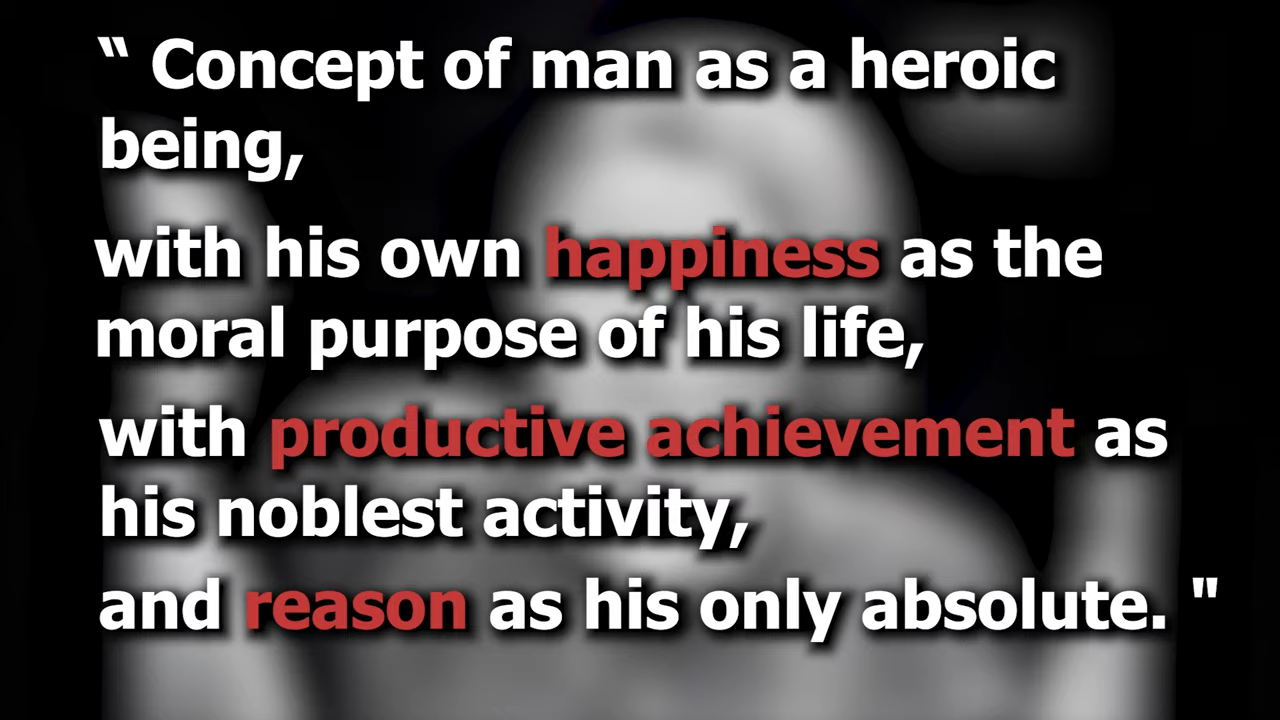 “ Concept of man as a heroic
being,
with his own happiness as the
moral purpose of his life,
with productive achievement as
his noblest activity,
and reason as his only absolute. "